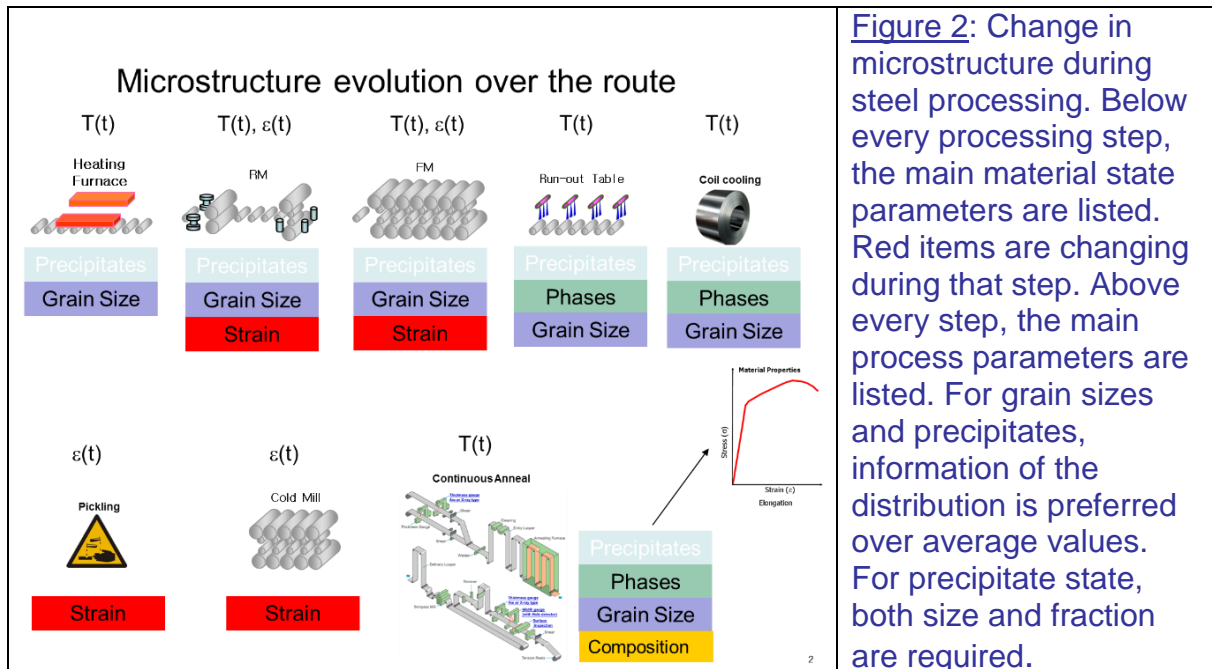 Microstructure evolution over the route
T(t)
T(t), ε(t)
T(t), ε(t)
T(t)
T(t)
Heating
Furnace
RM
FM
Run-out Table
Coil cooling
Precipitates
Grain Size
Precipitates
Grain Size
Strain
Precipitates
Grain Size
Strain
Precipitates
Phases
Grain Size
Precipitates
Phases
Grain Size
Material Properties
Stress (σ)
Strain (ε)
Elongation
ε(t)
Pickling
Strain
ε(t)
Cold Mill
Strain
T(t)
Continuous Anneal
Precipitates
Phases
Grain Size
Composition
2
Figure 2: Change in
microstructure during
steel processing. Below
every processing step,
the main material state
parameters are listed.
Red items are changing
during that step. Above
every step, the main
process parameters are
listed. For grain sizes
and precipitates,
information of the
distribution is preferred
over average values.
For precipitate state,
both size and fraction
are required.